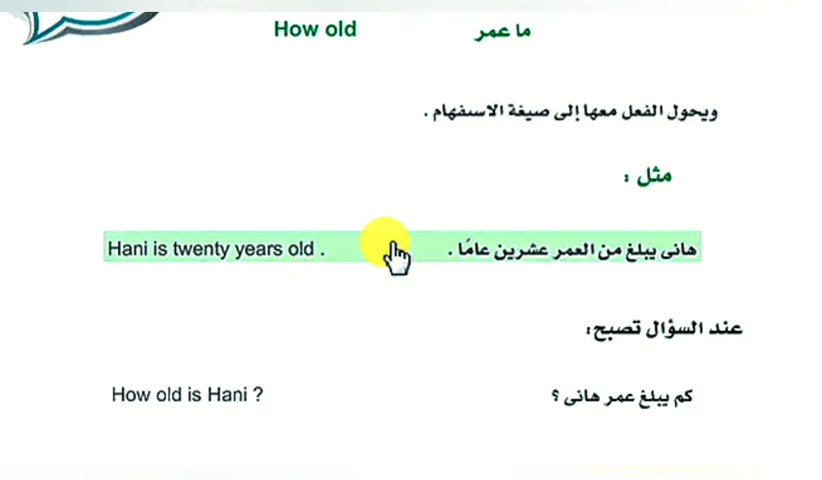 How old ما عمر
ويحول الفعل معها إلى صيغة الاستفهام .
مثل :
Hani is twenty years old . هانى يبلغ من العمر عشرين عامًا .
عند السؤال تصبح:
How old is Hani ? كم يبلغ عمر هانى ؟